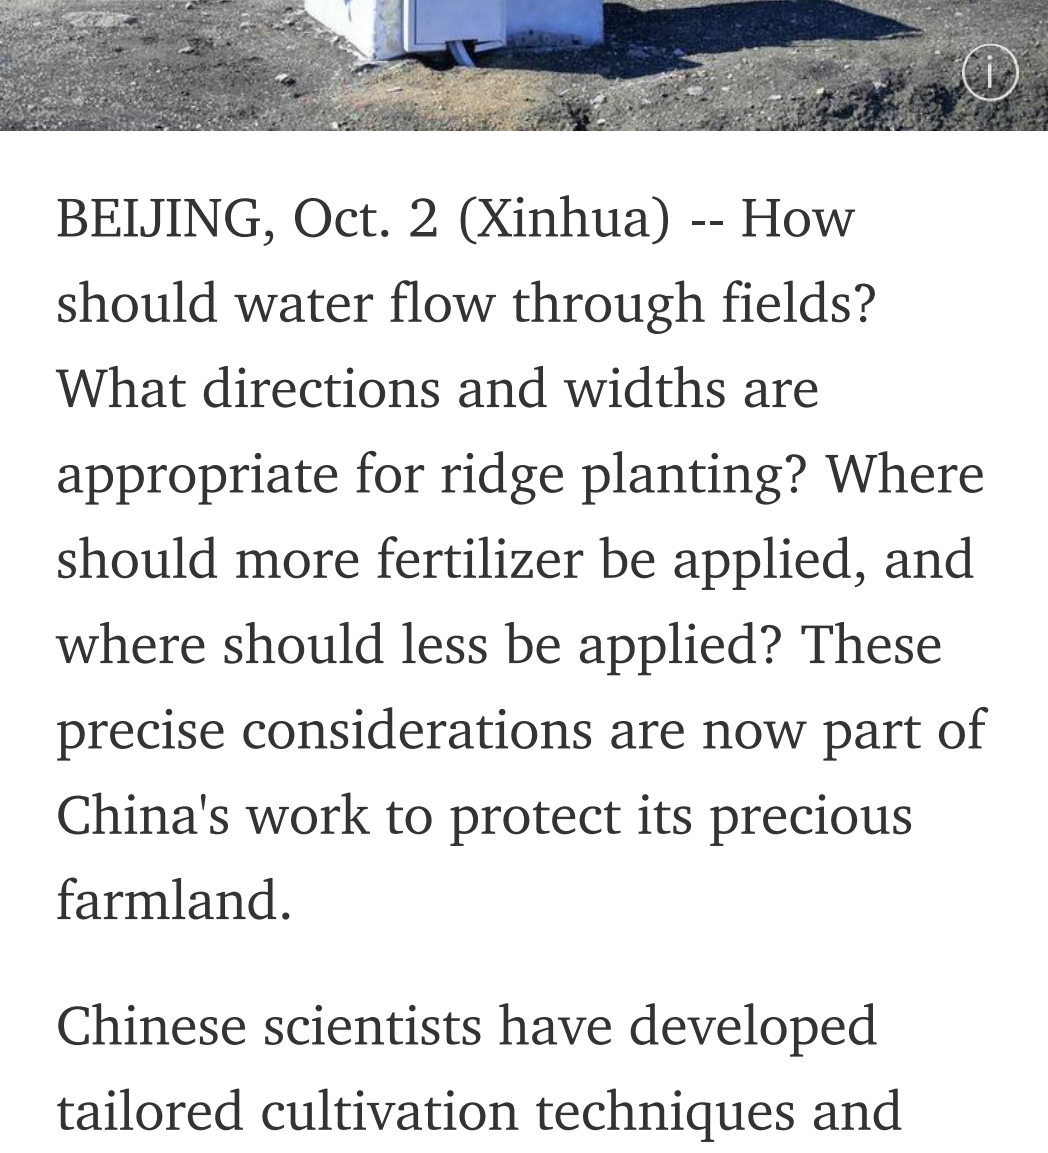 BEIJING, Oct. 2 (Xinhua) -- How
should water flow through fields?
What directions and widths are
appropriate for ridge planting? Where
should more fertilizer be applied, and
where should less be applied? These
precise considerations are now part of
China's work to protect its precious
farmland.
Chinese scientists have developed
tailored cultivation techniques and